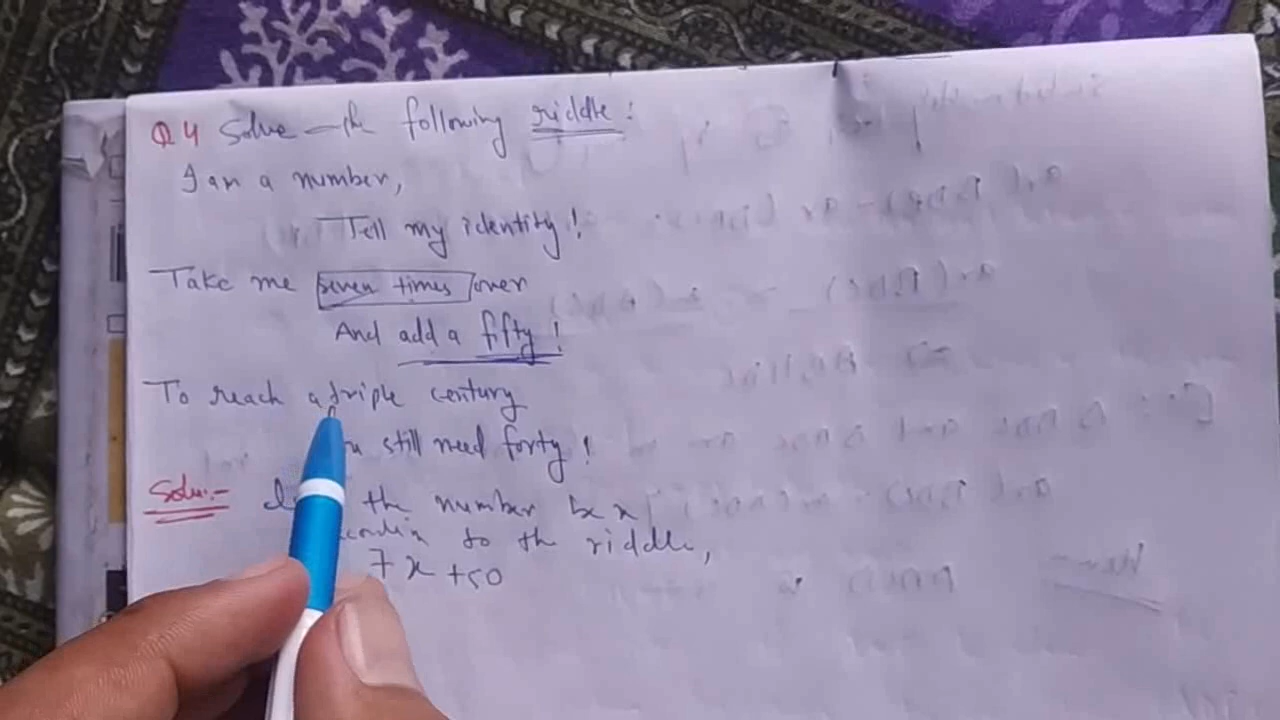 Q4 Solve the following riddle!
I am a number,
Tell my identity!
Take me seven times over
And add a fifty!
To reach a triple century
still need forty!
Solu:-  the number be x
to the riddle,
7x +50